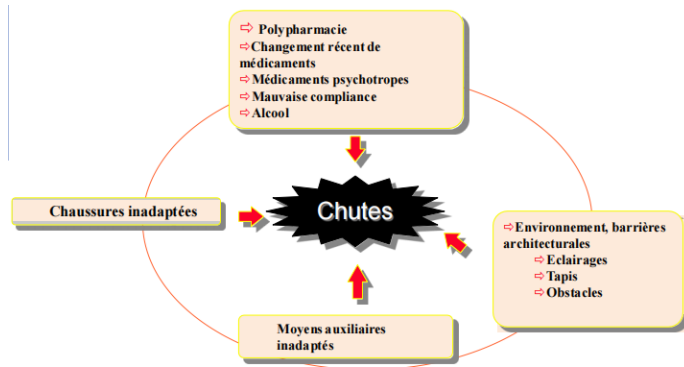 ⇨ Polypharmacie
⇨Changement récent de
médicaments
⇨Médicaments psychotropes
⇨Mauvaise compliance
⇨Alcool
Chaussures inadaptées
Chutes
⇨Environnement, barrières
architecturales
⇨Eclairages
⇨Tapis
⇨Obstacles
Moyens auxiliaires
inadaptés